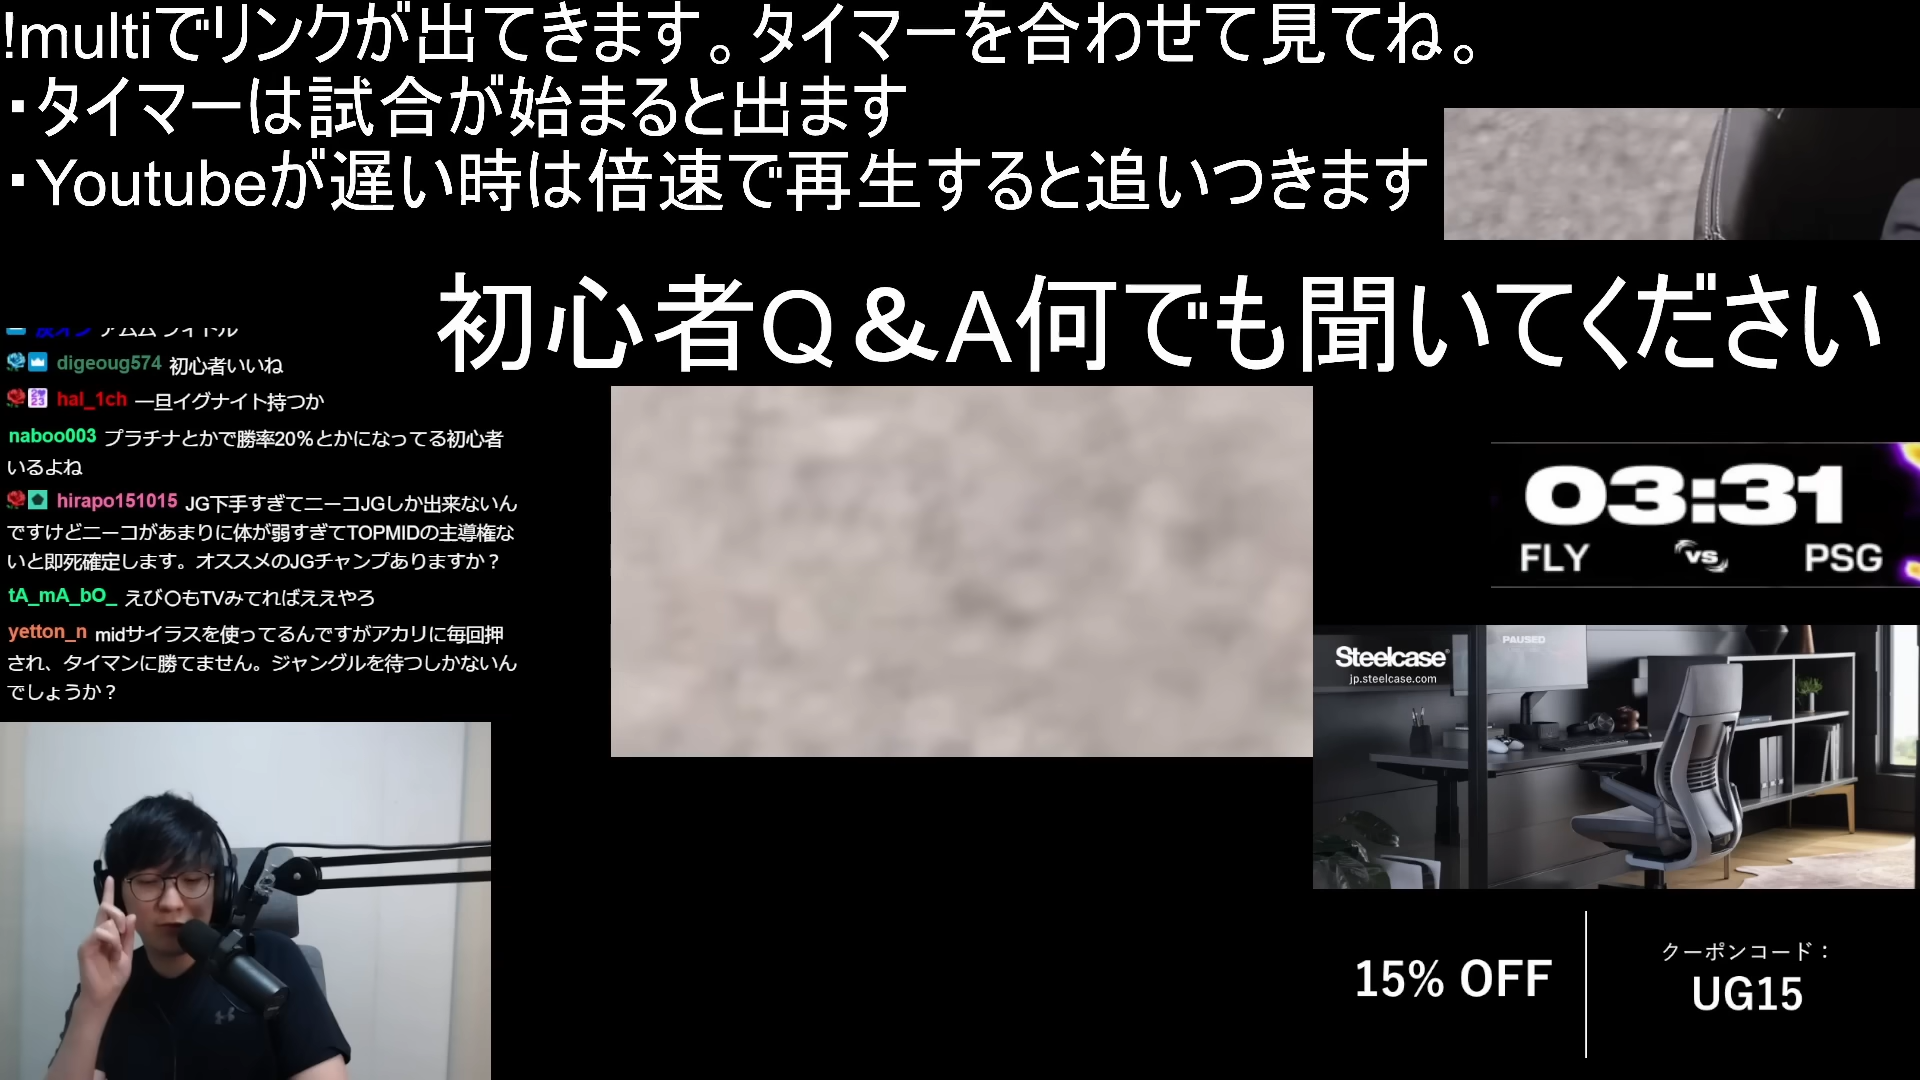 !multiでリンクが出てきます。タイマーを合わせて見てね。
・タイマーは試合が始まると出ます
・Youtubeが遅い時は倍速で再生すると追いつきます
初心者Q＆A何でも聞いてください
digeoug574 初心者いいね
hal_1ch 一旦イグナイト持つか
naboo003 プラチナとかで勝率20%とかになってる初心者
いるよね
hirapo151015 JG下手すぎてニーコJGしか出来ないん
ですけどニーコがあまりに体が弱すぎてTOPMIDの主導権な
いと即死確定します。オススメのJGチャンプありますか？
tA_mA_bO_ えび〇もTVみてればええやろ
yetton_n midサイラスを使ってるんですがアカリに毎回押
され、タイマンに勝てません。ジャングルを待つしかないん
でしょうか？
03:31
FLY vs PSG
PAUSED
Steelcase
jp.steelcase.com
15% OFF
クーポンコード：
UG15